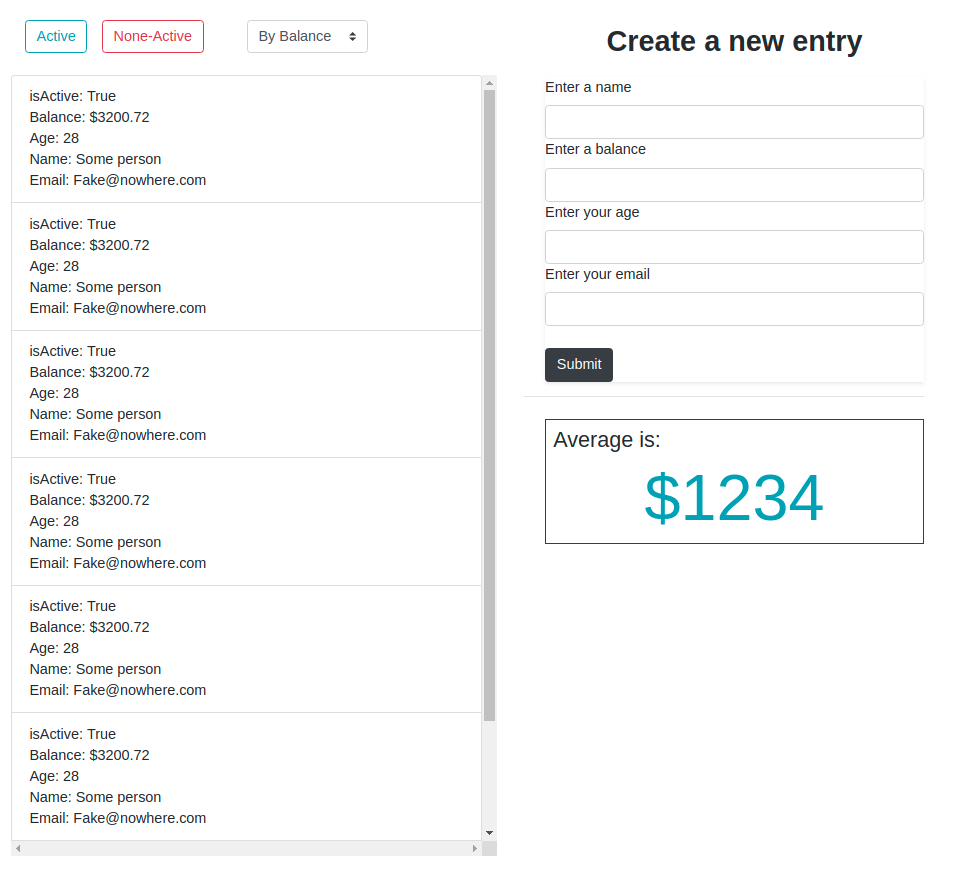 Active
None-Active
By Balance
isActive: True
Balance: $3200.72
Age: 28
Name: Some person
Email: Fake@nowhere.com
isActive: True
Balance: $3200.72
Age: 28
Name: Some person
Email: Fake@nowhere.com
isActive: True
Balance: $3200.72
Age: 28
Name: Some person
Email: Fake@nowhere.com
isActive: True
Balance: $3200.72
Age: 28
Name: Some person
Email: Fake@nowhere.com
isActive: True
Balance: $3200.72
Age: 28
Name: Some person
Email: Fake@nowhere.com
isActive: True
Balance: $3200.72
Age: 28
Name: Some person
Email: Fake@nowhere.com
Create a new entry
Enter a name
Enter a balance
Enter your age
Enter your email
Submit
Average is:
$1234